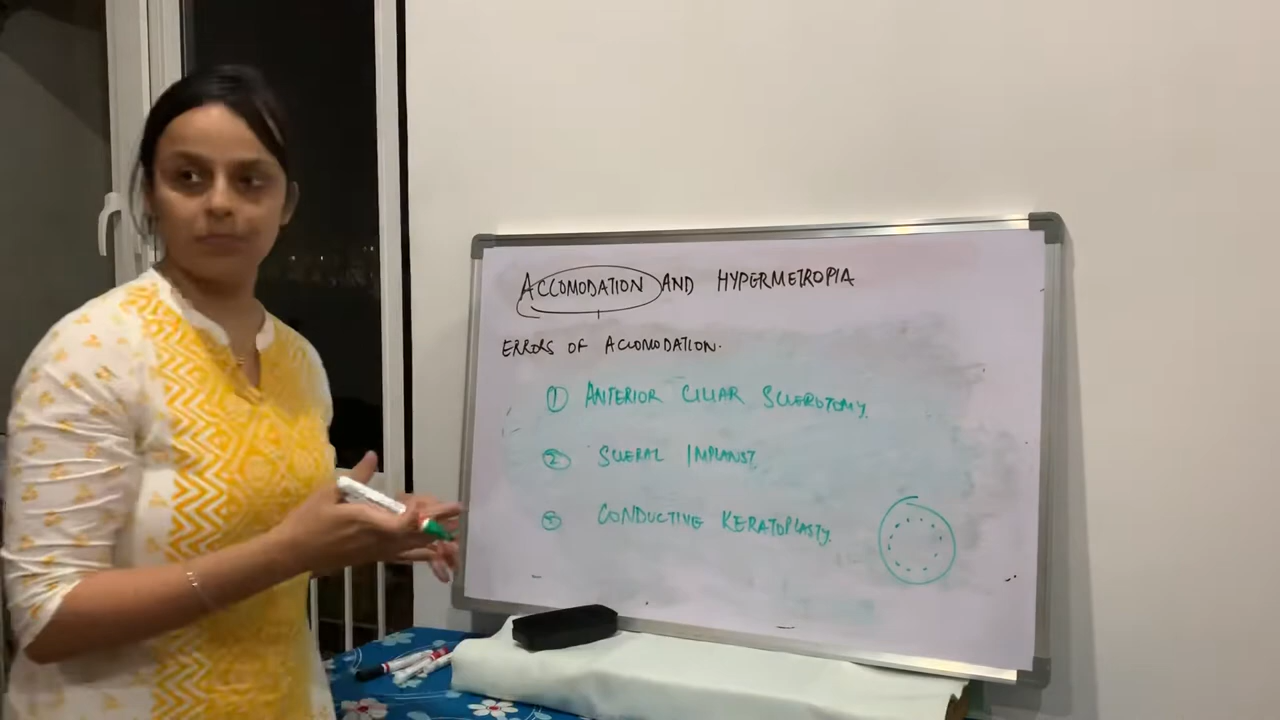 ACCOMODATION AND HYPERMETROPIA
ERRORS OF ACCOMODATION.
① ANTERIOR CILIAR SCLEROTOMY.
② SCLERAL IMPLANST
③ CONDUCTIVE KERATOPLASTY.